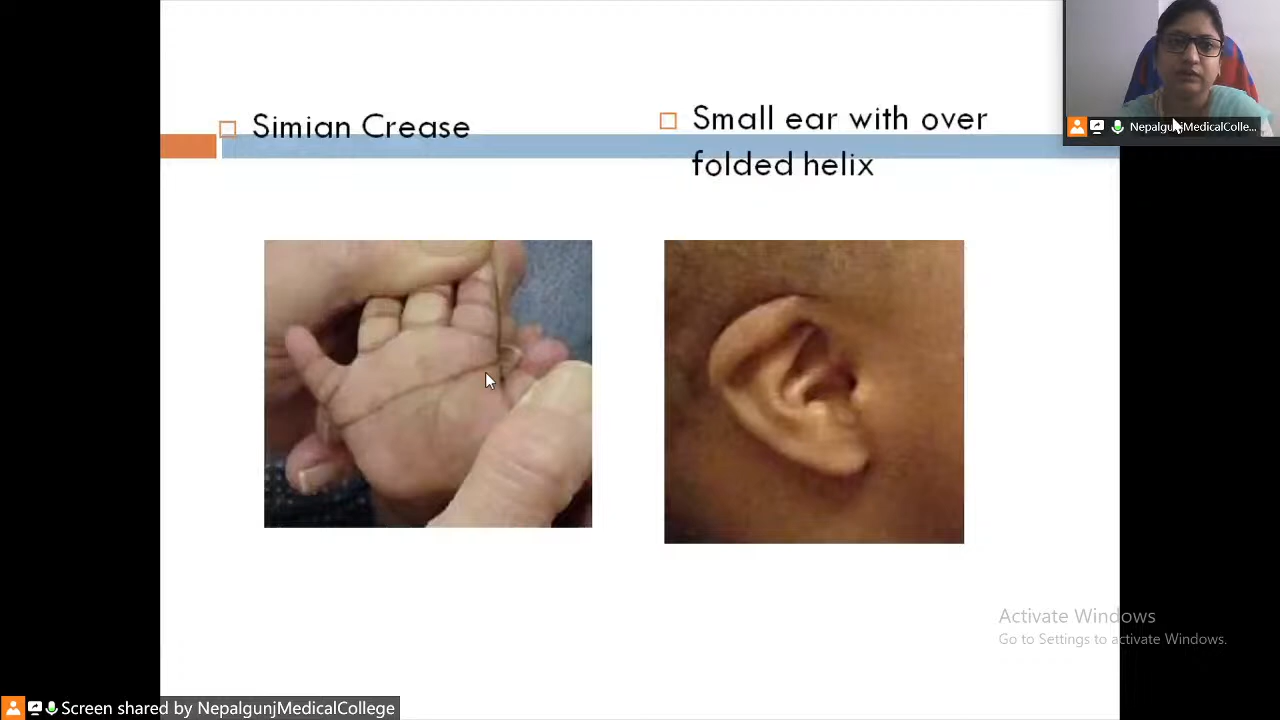 Simian Crease
Small ear with over
folded helix
NepalgunjMedicalColle...
Activate Windows
Go to Settings to activate Windows.
Screen shared by NepalgunjMedicalCollege